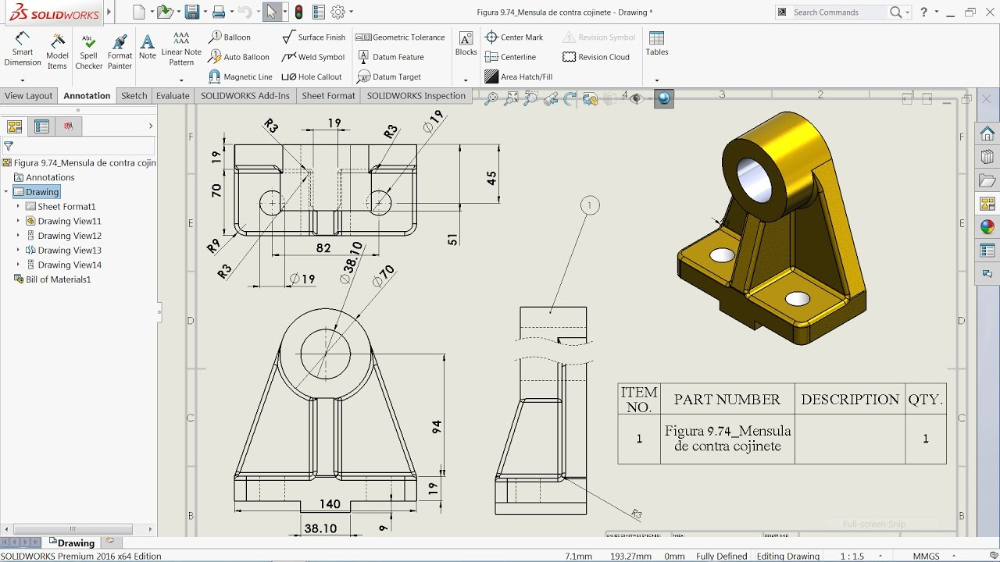 SOLIDWORKS
Figura 9.74_Mensula de contra cojinete - Drawing *
Search Commands
?
Smart Dimension
Model Items
Spell Checker
Format Painter
Note
Linear Note Pattern
Balloon
Auto Balloon
Magnetic Line
Surface Finish
Weld Symbol
Hole Callout
Geometric Tolerance
Datum Feature
Datum Target
Blocks
Center Mark
Centerline
Area Hatch/Fill
Revision Symbol
Revision Cloud
Tables
View Layout
Annotation
Sketch
Evaluate
SOLIDWORKS Add-Ins
Sheet Format
SOLIDWORKS Inspection
Figura 9.74_Mensula de contra cojin
Annotations
Drawing
Sheet Format1
Drawing View11
Drawing View12
Drawing View13
Drawing View14
Bill of Materials1
4
3
2
1
F
E
D
C
B
F
E
D
C
B
R3
19
R3
∅19
19
70
45
51
R9
82
R3
∅19
∅38.10
∅70
94
19
140
38.10
9
1
R3
ITEM NO.
PART NUMBER
DESCRIPTION
QTY.
1
Figura 9.74_Mensula
de contra cojinete
1
Full-screen Snip
Drawing
SOLIDWORKS Premium 2016 x64 Edition
7.1mm
193.27mm
0mm
Fully Defined
Editing Drawing
1 : 1.5
MMGS